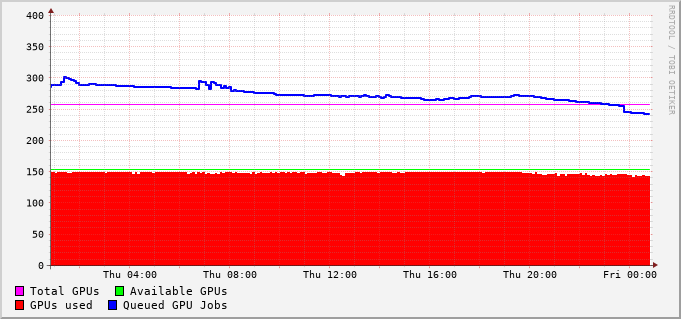 400
350
300
250
200
150
100
50
0
Thu 04:00 Thu 08:00 Thu 12:00 Thu 16:00 Thu 20:00 Fri 00:00
Total GPUs Available GPUs
GPUs used Queued GPU Jobs
RRDTOOL / TOBI OETIKER